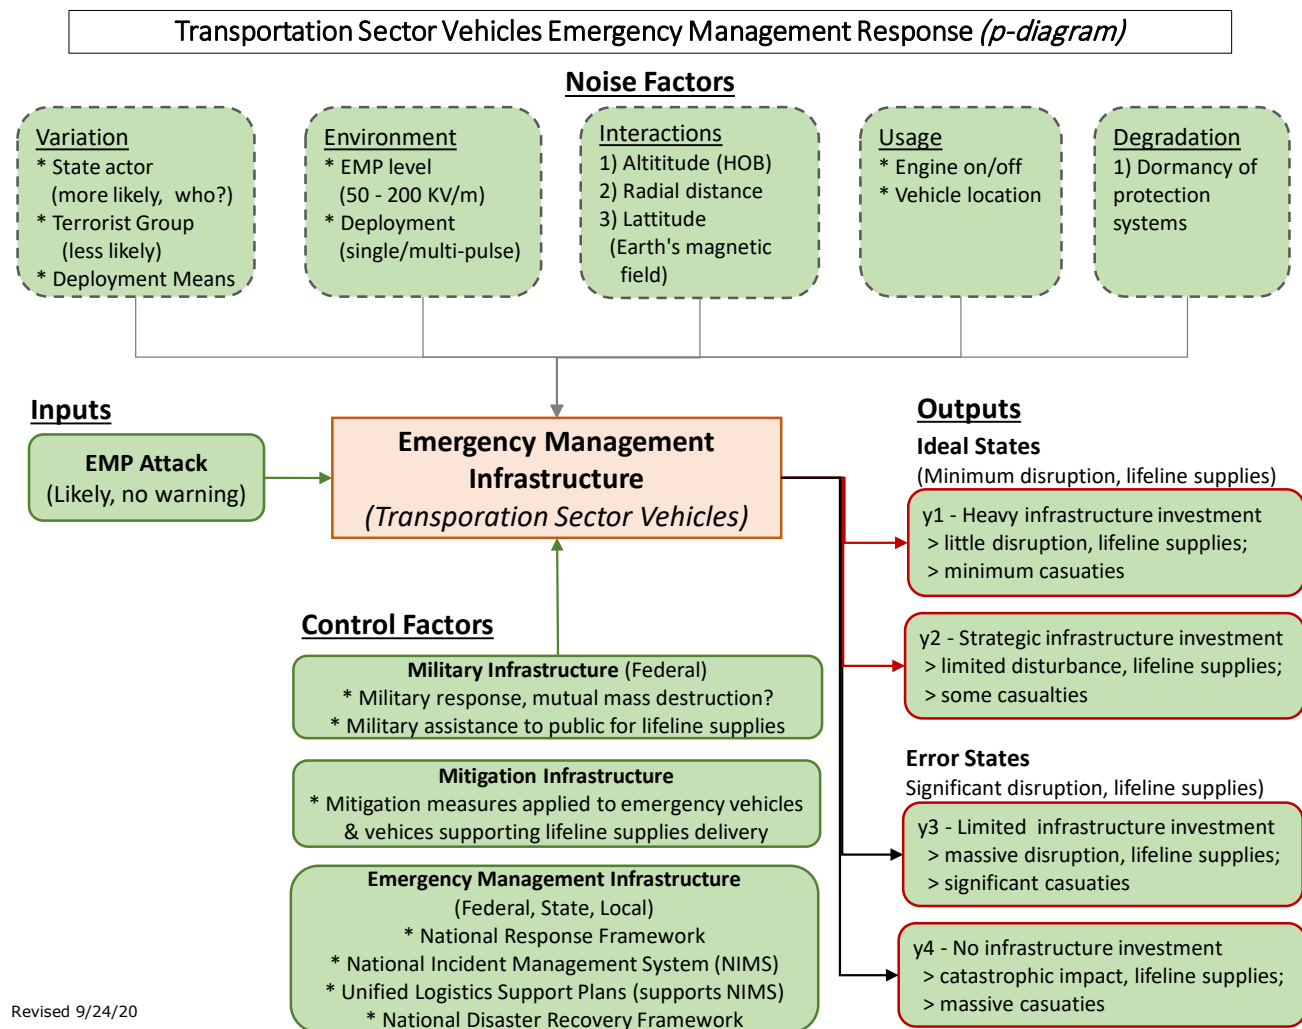 Transportation Sector Vehicles Emergency Management Response (p-diagram)
Noise Factors
Variation
* State actor
(more likely, who?)
* Terrorist Group
(less likely)
* Deployment Means
Environment
* EMP level
(50 - 200 KV/m)
* Deployment
(single/multi-pulse)
Interactions
1) Altititude (HOB)
2) Radial distance
3) Lattitude
(Earth's magnetic
field)
Usage
* Engine on/off
* Vehicle location
Degradation
1) Dormancy of
protection
systems
Inputs
EMP Attack
(Likely, no warning)
Emergency Management
Infrastructure
(Transporation Sector Vehicles)
Control Factors
Military Infrastructure (Federal)
* Military response, mutual mass destruction?
* Military assistance to public for lifeline supplies
Mitigation Infrastructure
* Mitigation measures applied to emergency vehicles
& vehices supporting lifeline supplies delivery
Emergency Management Infrastructure
(Federal, State, Local)
* National Response Framework
* National Incident Management System (NIMS)
* Unified Logistics Support Plans (supports NIMS)
* National Disaster Recovery Framework
Outputs
Ideal States
(Minimum disruption, lifeline supplies)
y1 - Heavy infrastructure investment
> little disruption, lifeline supplies;
> minimum casuaties
y2 - Strategic infrastructure investment
> limited disturbance, lifeline supplies;
> some casualties
Error States
Significant disruption, lifeline supplies)
y3 - Limited infrastructure investment
> massive disruption, lifeline supplies;
> significant casuaties
y4 - No infrastructure investment
> catastrophic impact, lifeline supplies;
> massive casuaties
Revised 9/24/20